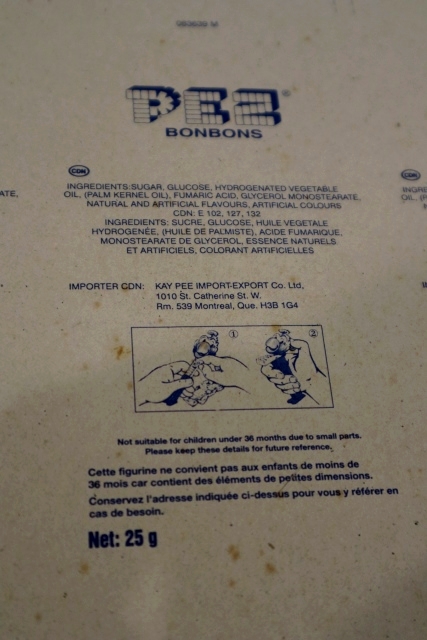 PEZ®
BONBONS
CDN
INGREDIENTS:SUGAR, GLUCOSE, HYDROGENATED VEGETABLE
OIL, (PALM KERNEL OIL), FUMARIC ACID, GLYCEROL MONOSTEARATE,
NATURAL AND ARTIFICIAL FLAVOURS, ARTIFICIAL COLOURS
CDN: E 102, 127, 132
INGREDIENTS: SUCRE, GLUCOSE, HUILE VEGETALE
HYDROGENÉE, (HUILE DE PALMISTE), ACIDE FUMARIQUE,
MONOSTEARATE DE GLYCEROL, ESSENCE NATURELS
ET ARTIFICIELS, COLORANT ARTIFICIELLES
IMPORTER CDN: KAY PEE IMPORT-EXPORT Co. Ltd,
1010 St. Catherine St. W.
Rm. 539 Montreal, Que. H3B 1G4
① ②
Not suitable for children under 36 months due to small parts.
Please keep these details for future reference.
Cette figurine ne convient pas aux enfants de moins de
36 mois car contient des éléments de petites dimensions.
Conservez l'adresse indiquée ci-dessus pour vous y référer en
cas de besoin.
Net: 25 g